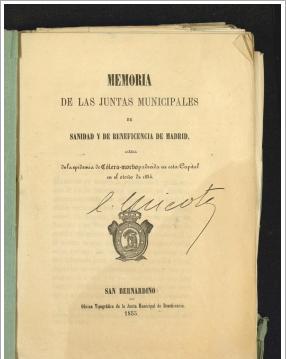 MEMORIA
DE LAS JUNTAS MUNICIPALES
DE
SANIDAD Y DE BENEFICENCIA DE MADRID,
ACERCA
de la epidemia de Cólera-morbo padecida en esta Capital
en el otoño de 1854.
SAN BERNARDINO:
Oficina Tipográfica de la Junta Municipal de Beneficencia.
1855.